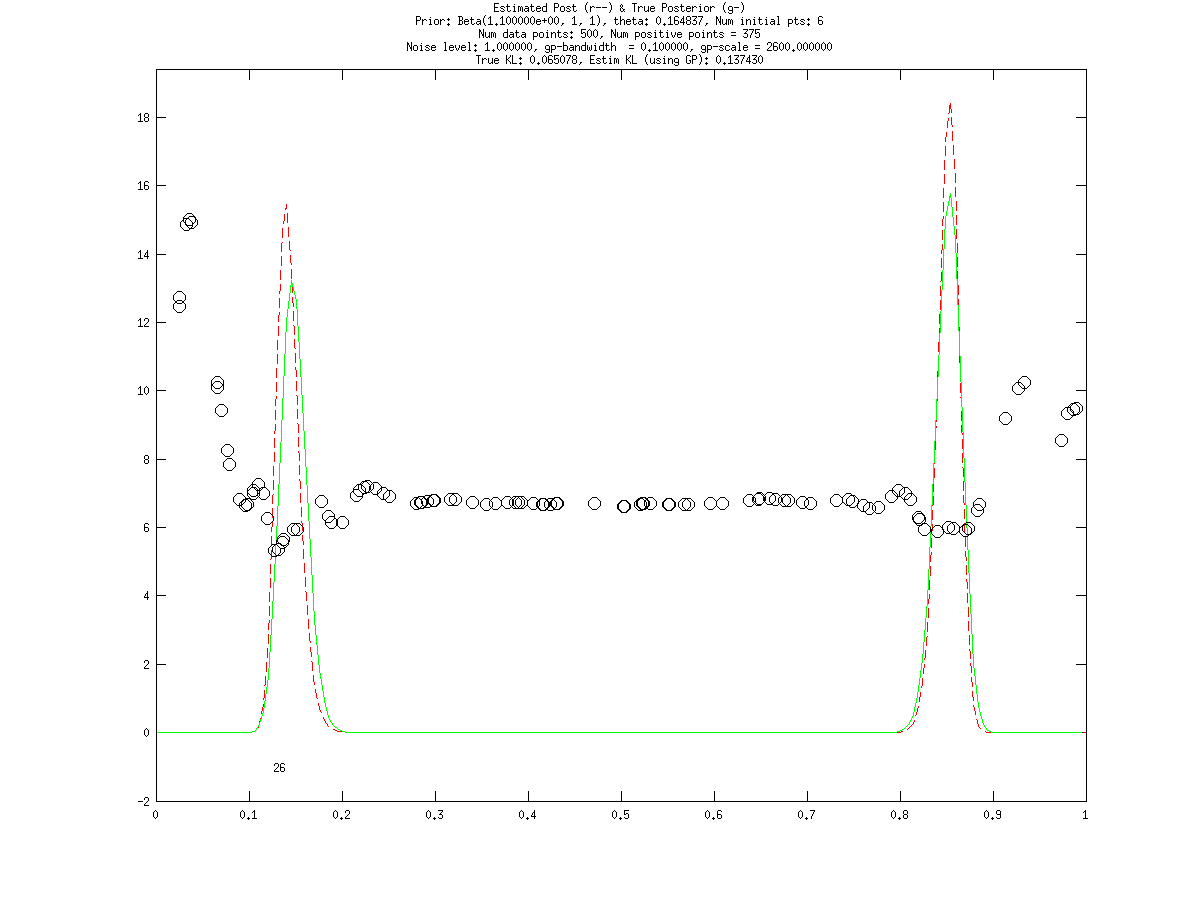 Estimated Post (r--) & True Posterior (g-)
Prior: Beta(1.100000e+00, 1, 1), theta: 0.164837, Num initial pts: 6
Num data points: 500, Num positive points = 375
Noise level: 1.000000, gp-bandwidth  = 0.100000, gp-scale = 2600.000000
True KL: 0.065078, Estim KL (using GP): 0.137430
18
16
14
12
10
8
6
4
2
0
26
-2
0 0.1 0.2 0.3 0.4 0.5 0.6 0.7 0.8 0.9 1